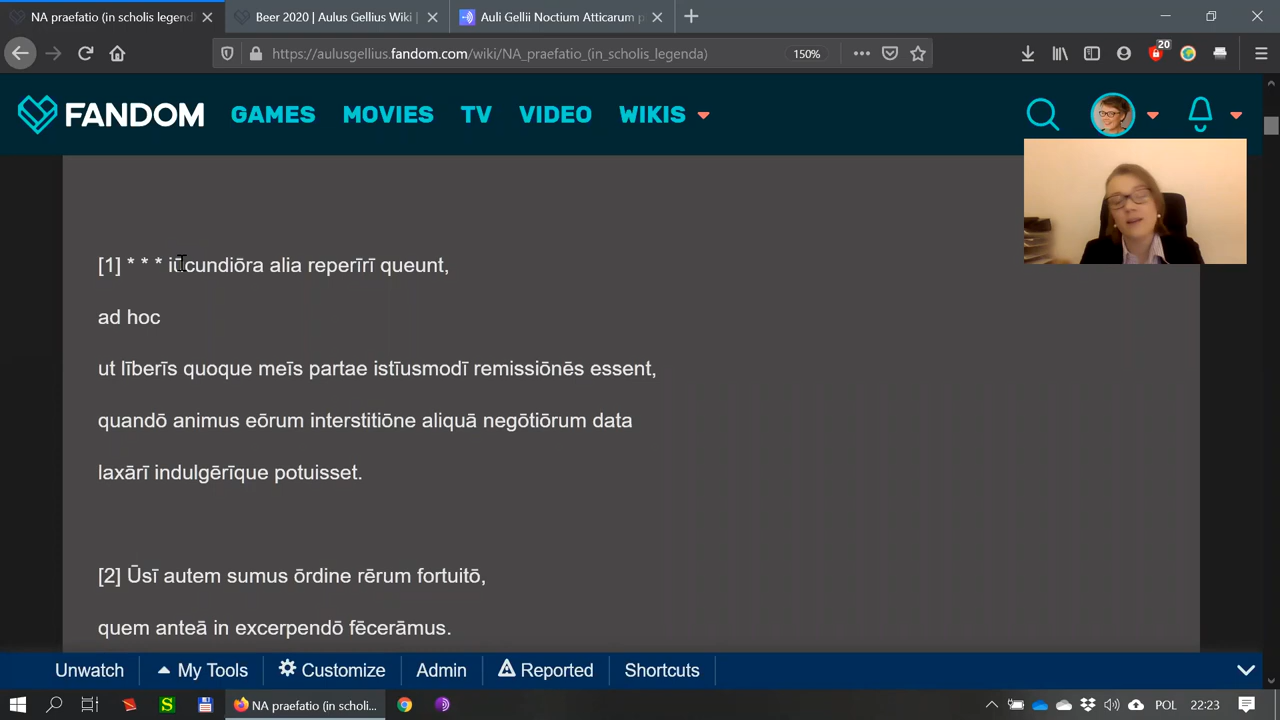 NA praefatio (in scholis legend
Beer 2020 | Aulus Gellius Wiki |
Auli Gellii Noctium Atticarum p
https://aulusgellius.fandom.com/wiki/NA_praefatio_(in_scholis_legenda)
150%
20
FANDOM
GAMES
MOVIES
TV
VIDEO
WIKIS
[1] * * * iūcundiōra alia reperīrī queunt,
ad hoc
ut līberīs quoque meīs partae istīusmodī remissiōnēs essent,
quandō animus eōrum interstitiōne aliquā negōtiōrum data
laxārī indulgērīque potuisset.
[2] Ūsī autem sumus ōrdine rērum fortuitō,
quem anteā in excerpendō fēcerāmus.
Unwatch
My Tools
Customize
Admin
Reported
Shortcuts
NA praefatio (in scholi...
POL
22:23